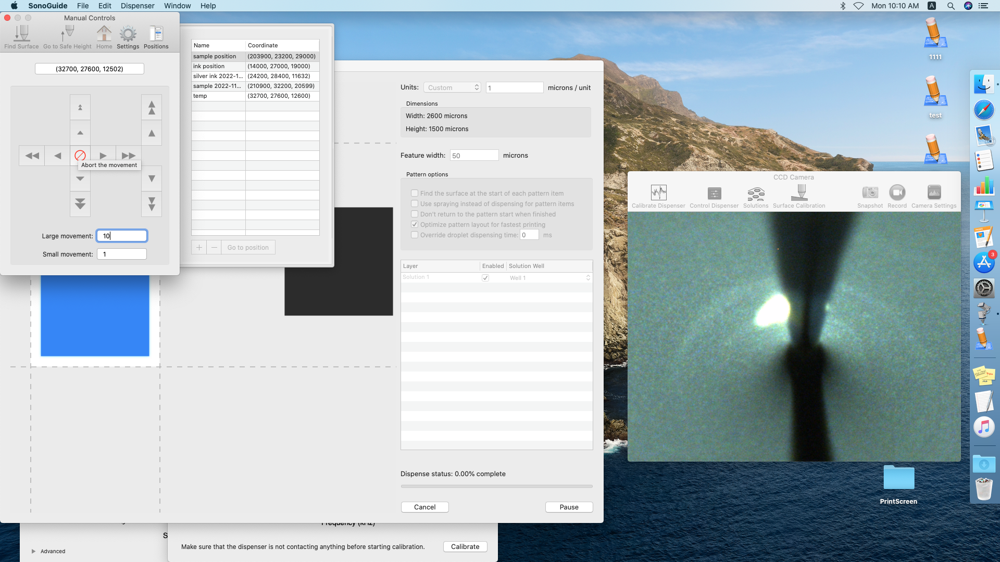 SonoGuide File Edit Dispenser Window Help
Mon 10:10 AM A
Manual Controls
Find Surface Go to Safe Height Home Settings Positions
(32700, 27600, 12502)
Abort the movement
Large movement: 10
Small movement: 1
Name Coordinate
sample position (203900, 23200, 29000)
ink position (14000, 27000, 19000)
silver ink 2022-1... (24200, 28400, 11632)
sample 2022-11... (210900, 32200, 20599)
temp (32700, 27600, 12600)
+ − Go to position
Units: Custom 1 microns / unit
Dimensions
Width: 2600 microns
Height: 1500 microns
Feature width: 50 microns
Pattern options
Find the surface at the start of each pattern item
Use spraying instead of dispensing for pattern items
Don't return to the pattern start when finished
Optimize pattern layout for fastest printing
Override droplet dispensing time: 0 ms
Layer Enabled Solution Well
Solution 1 Well 1
Dispense status: 0.00% complete
Cancel Pause
S
Advanced
Make sure that the dispenser is not contacting anything before starting calibration. Calibrate
CCD Camera
Calibrate Dispenser Control Dispenser Solutions Surface Calibration Snapshot Record Camera Settings
1111
test
PrintScreen
3